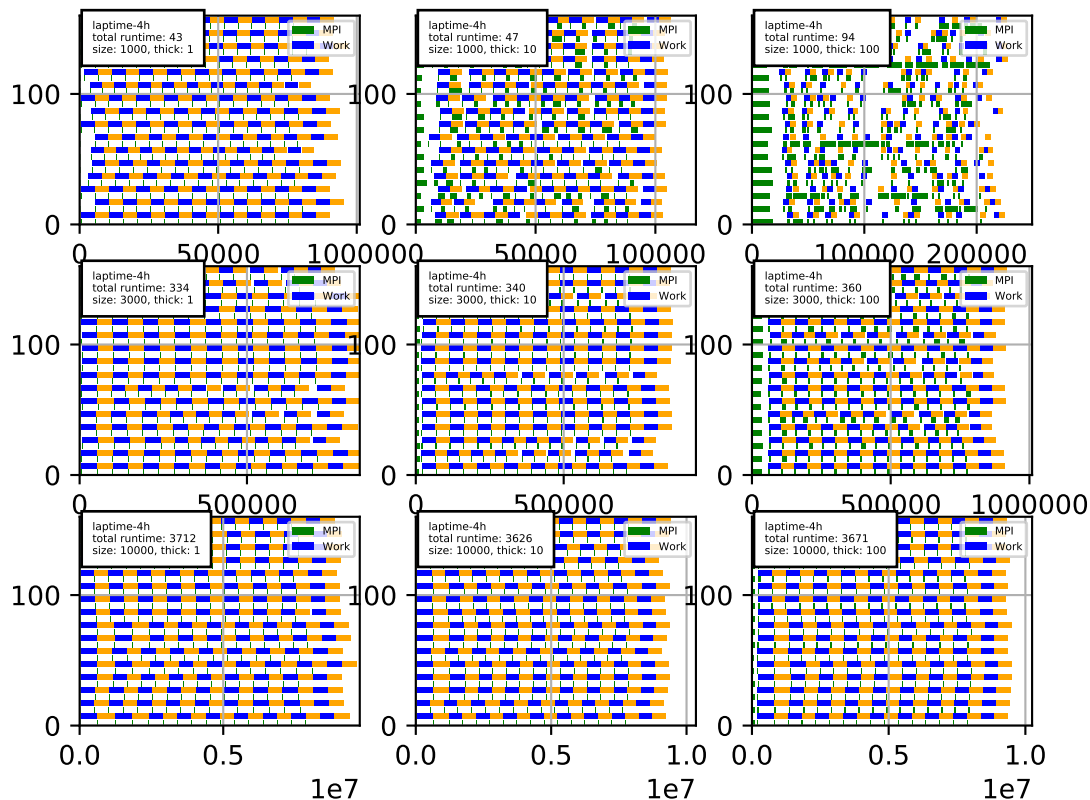 laptime-4h
total runtime: 43
size: 1000, thick: 1
MPI
Work
100
0
0
50000
100000
laptime-4h
total runtime: 47
size: 1000, thick: 10
MPI
Work
100
0
0
50000
100000
laptime-4h
total runtime: 94
size: 1000, thick: 100
MPI
Work
100
0
0
100000
200000
laptime-4h
total runtime: 334
size: 3000, thick: 1
MPI
Work
100
0
0
500000
laptime-4h
total runtime: 340
size: 3000, thick: 10
MPI
Work
100
0
0
500000
laptime-4h
total runtime: 360
size: 3000, thick: 100
MPI
Work
100
0
0
500000
1000000
laptime-4h
total runtime: 3712
size: 10000, thick: 1
MPI
Work
100
0
0.0
0.5
1e7
laptime-4h
total runtime: 3626
size: 10000, thick: 10
MPI
Work
100
0
0.0
0.5
1.0
1e7
laptime-4h
total runtime: 3671
size: 10000, thick: 100
MPI
Work
100
0
0.0
0.5
1.0
1e7